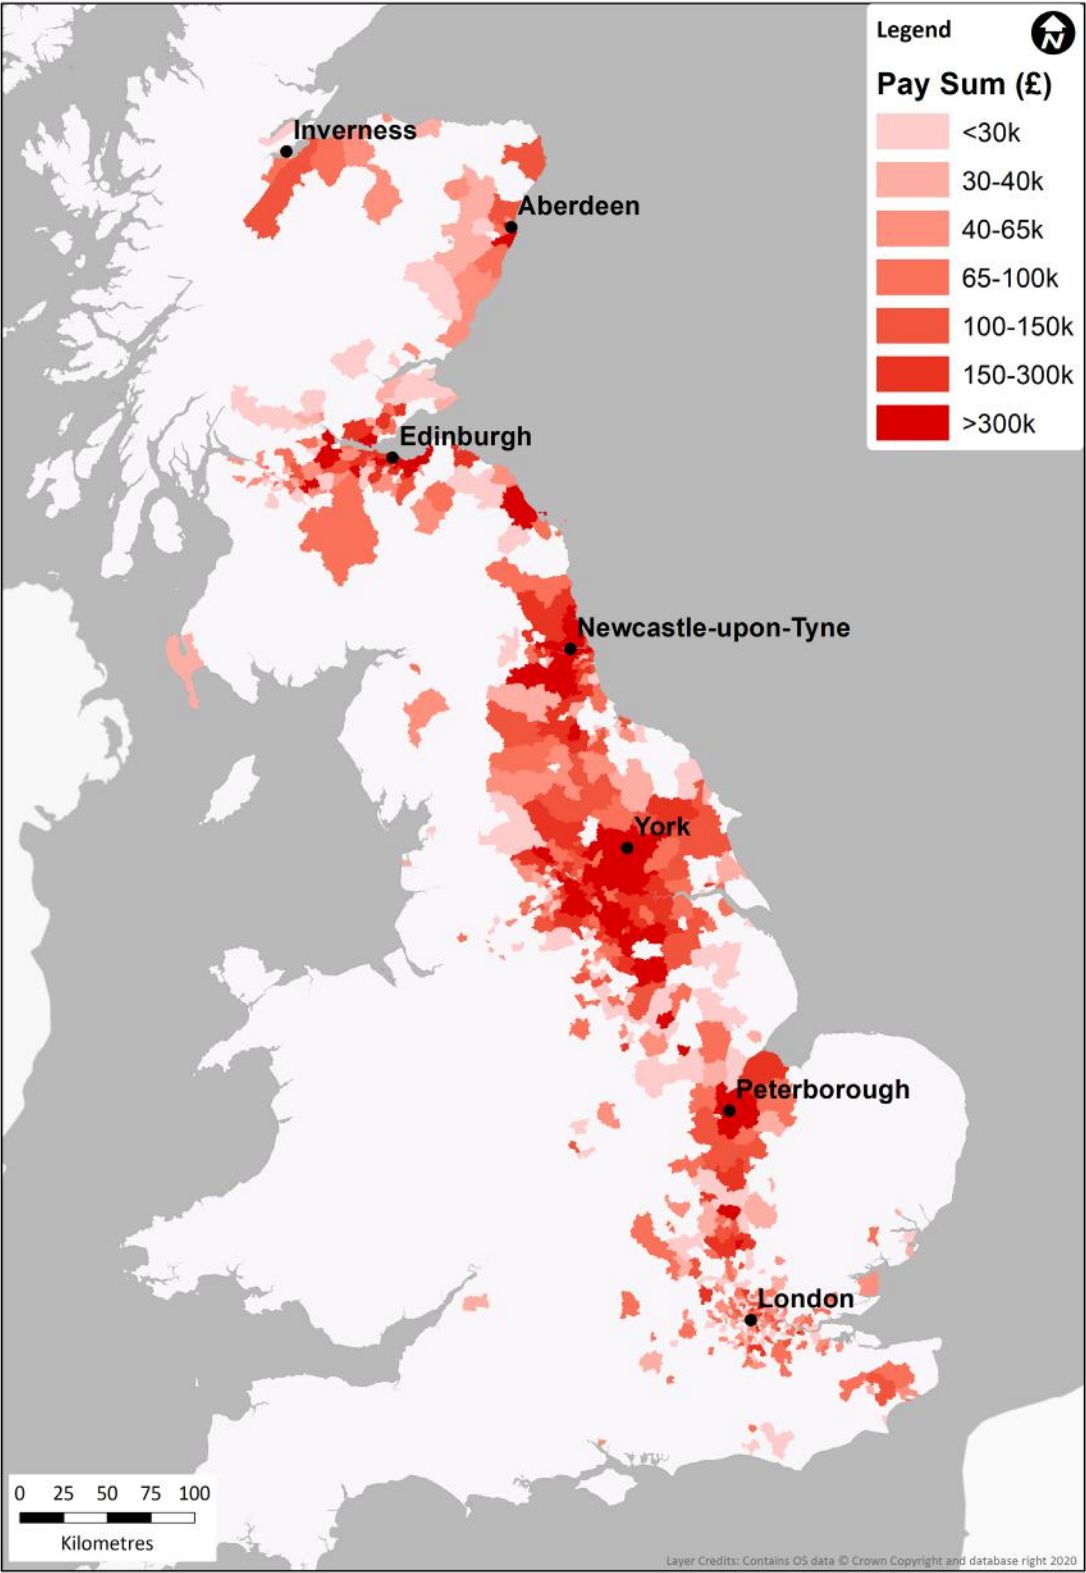 Legend
N
Pay Sum (£)
<30k
30-40k
40-65k
65-100k
100-150k
150-300k
>300k
Inverness
Aberdeen
Edinburgh
Newcastle-upon-Tyne
York
Peterborough
London
0 25 50 75 100
Kilometres
Layer Credits: Contains OS data © Crown Copyright and database right 2020